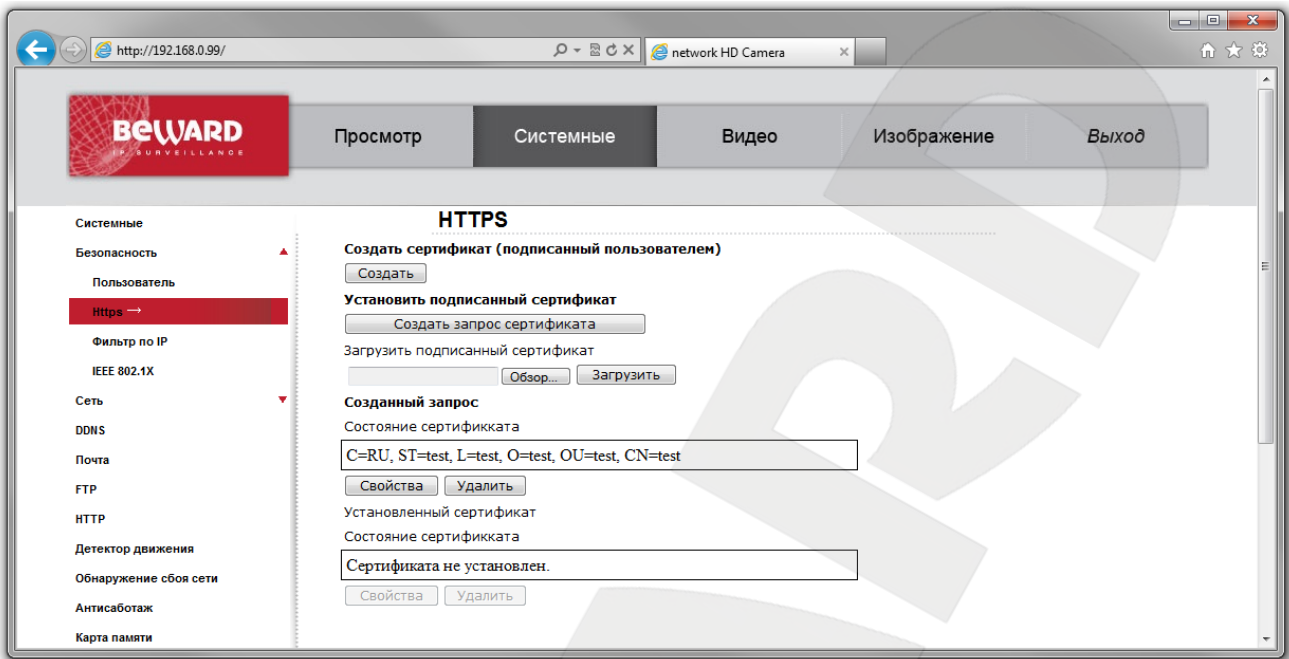 http://192.168.0.99/
network HD Camera
BEWARD
IP SURVEILLANCE
Просмотр
Системные
Видео
Изображение
Выход
Системные
Безопасность
Пользователь
Https →
Фильтр по IP
IEEE 802.1X
Сеть
DDNS
Почта
FTP
HTTP
Детектор движения
Обнаружение сбоя сети
Антисаботаж
Карта памяти
HTTPS
Создать сертификат (подписанный пользователем)
Создать
Установить подписанный сертификат
Создать запрос сертификата
Загрузить подписанный сертификат
Обзор... Загрузить
Созданный запрос
Состояние сертификката
C=RU, ST=test, L=test, O=test, OU=test, CN=test
Свойства Удалить
Установленный сертификат
Состояние сертификката
Сертификата не установлен.
Свойства Удалить